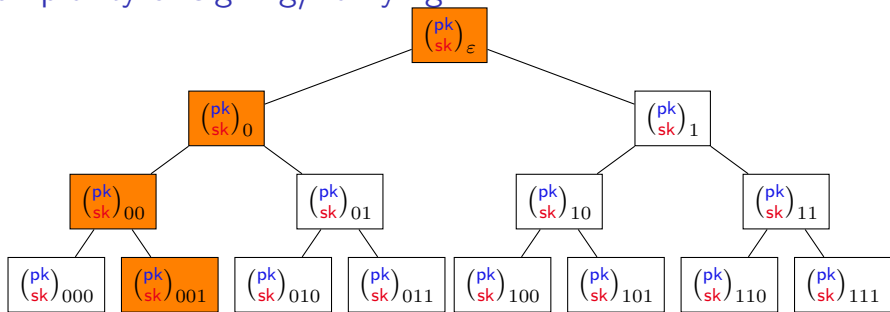 (pk sk)ε
(pk sk)0 (pk sk)1
(pk sk)00 (pk sk)01 (pk sk)10 (pk sk)11
(pk sk)000 (pk sk)001 (pk sk)010 (pk sk)011 (pk sk)100 (pk sk)101 (pk sk)110 (pk sk)111